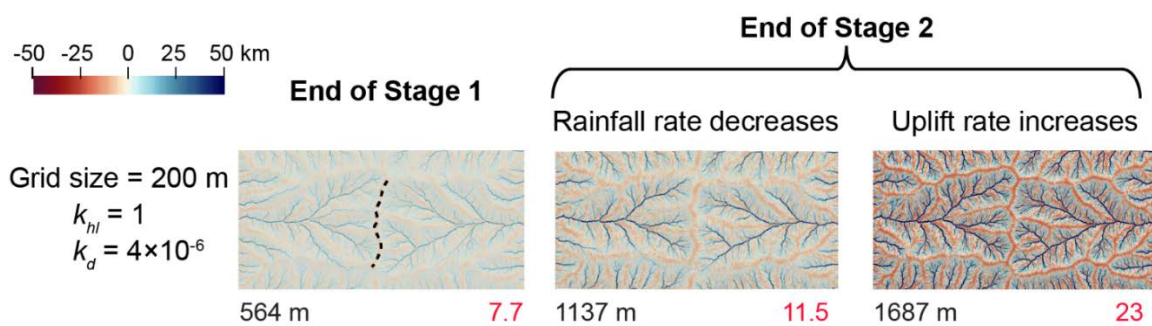 End of Stage 2
-50 -25 0 25 50 km
End of Stage 1
Rainfall rate decreases
Uplift rate increases
Grid size = 200 m
k_hl = 1
k_d = 4×10⁻⁶
564 m 7.7
1137 m 11.5
1687 m 23